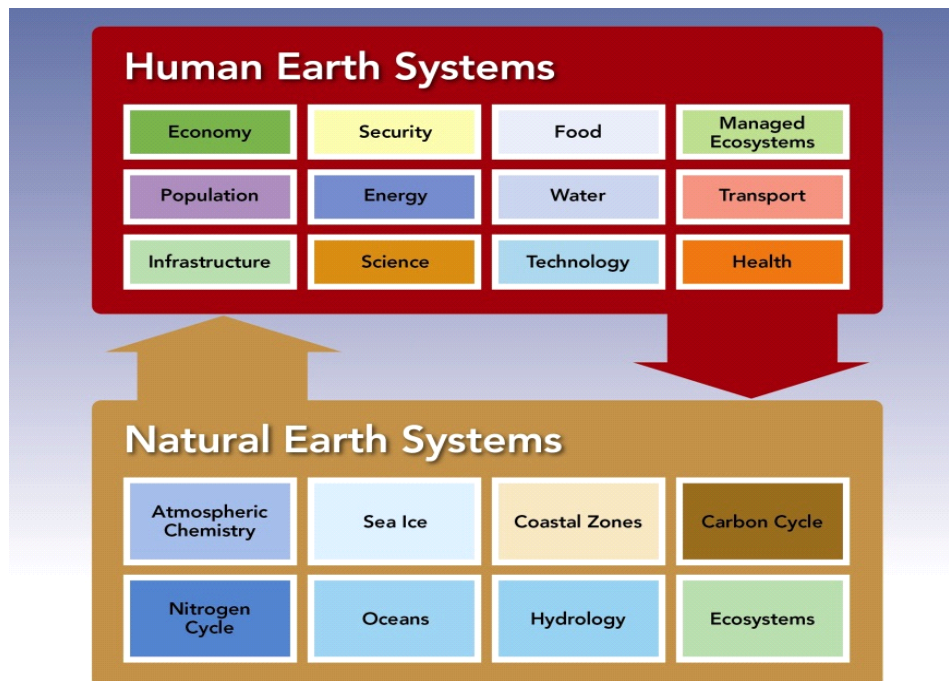 Human Earth Systems
Economy
Security
Food
Managed
Ecosystems
Population
Energy
Water
Transport
Infrastructure
Science
Technology
Health
Natural Earth Systems
Atmospheric
Chemistry
Sea Ice
Coastal Zones
Carbon Cycle
Nitrogen
Cycle
Oceans
Hydrology
Ecosystems